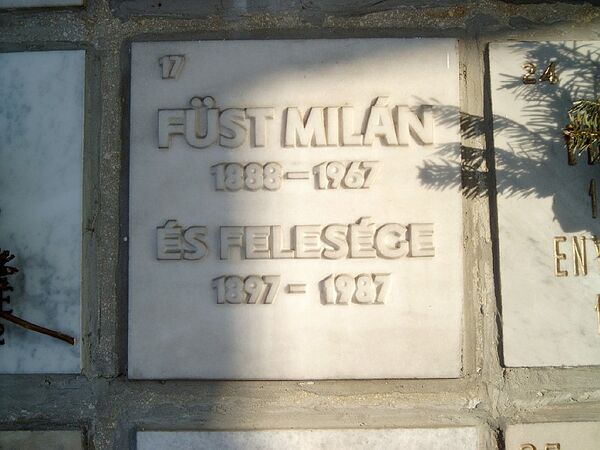 17
FÜST MILÁN
1888-1967
ÉS FELESÉGE
1897-1987
24